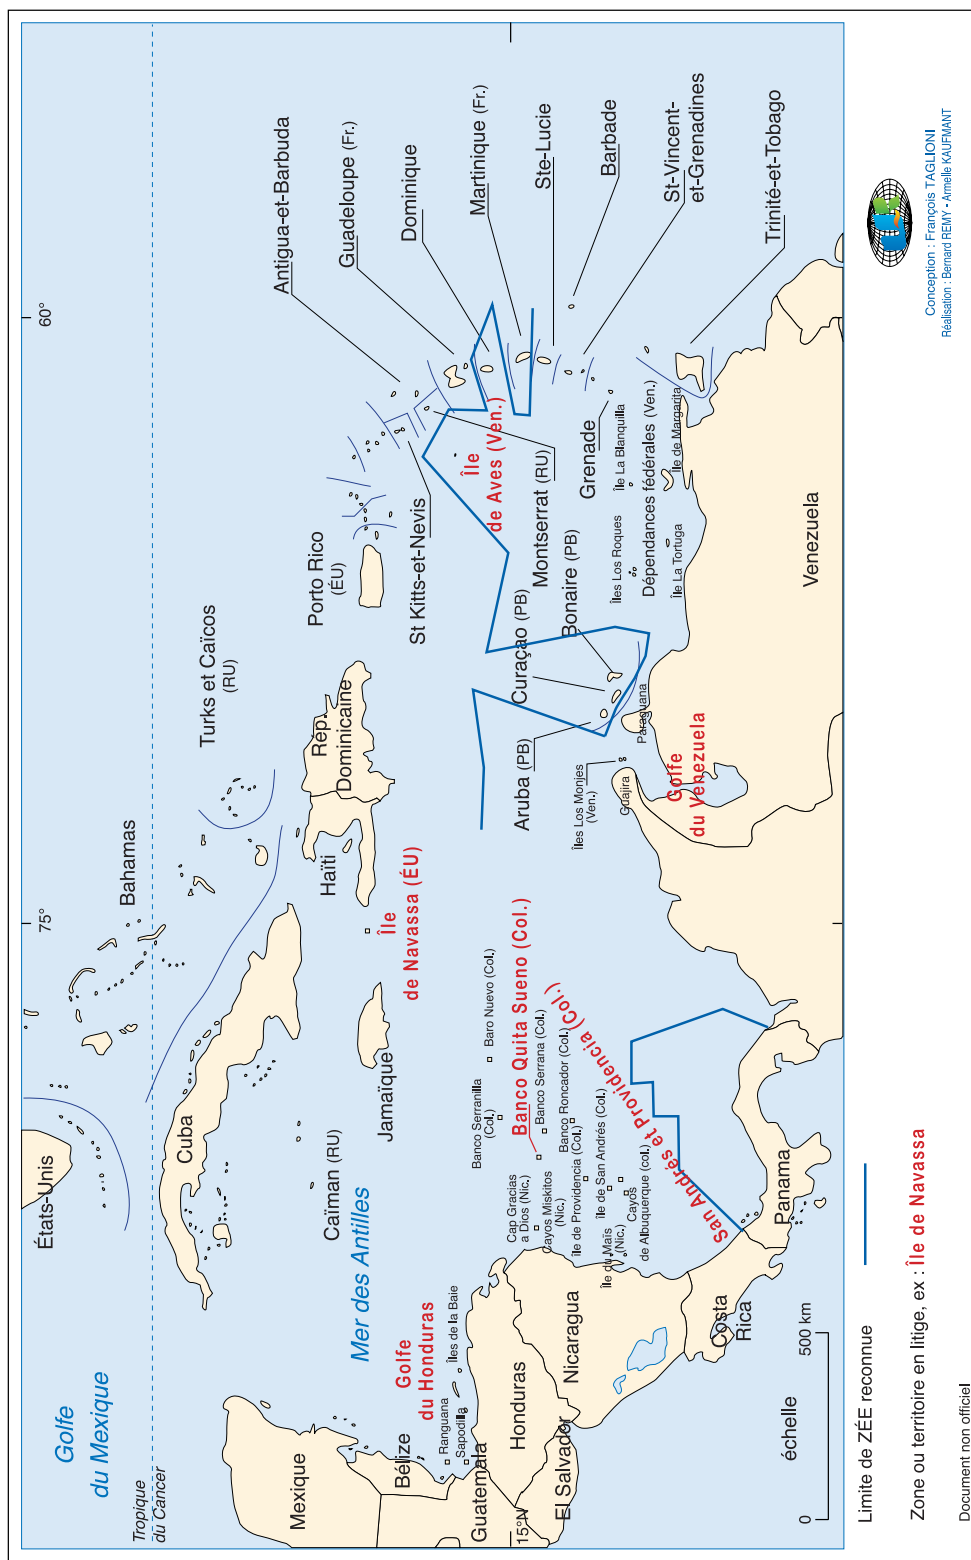 Golfe
du Mexique
Tropique
du Cancer
États-Unis
Bahamas
75°
60°
Turks et Caïcos
(RU)
Cuba
Mexique
Caïman (RU)
Mer des Antilles
Jamaïque
Haïti
Rép.
Dominicaine
Porto Rico
(ÉU)
Île
de Navassa (ÉU)
Antigua-et-Barbuda
Guadeloupe (Fr.)
Dominique
Martinique (Fr.)
Ste-Lucie
Barbade
St-Vincent-
et-Grenadines
Trinité-et-Tobago
St Kitts-et-Nevis
Île
de Aves (Ven.)
Montserrat (RU)
Grenade
Bélize
Golfe
du Honduras
Ranguana
Sapodilla
Îles de la Baie
Guatemala
15°N
Honduras
El Salvador
Nicaragua
Costa
Rica
Panama
Banco Serranilla
(Col.)
Baro Nuevo (Col.)
Banco Quita Sueno (Col.)
Banco Serrana (Col.)
Banco Roncador (Col.)
Cap Gracias
a Dios (Nic.)
Cayos Miskitos
(Nic.)
Île de Providencia (Col.)
Île de San Andrés (Col.)
Île du Maïs
(Nic.)
Cayos
de Albuquerque (col.)
San Andrés et Providencia (Col.)
Aruba (PB)
Curaçao (PB)
Bonaire (PB)
Îles Los Monjes
(Ven.)
Guajira
Paraguana
Golfe
du Venezuela
Îles Los Roques
Île La Blanquilla
Dépendances fédérales (Ven.)
Île La Tortuga
Île de Margarita
Venezuela
échelle
0
500 km
Limite de ZÉE reconnue
Zone ou territoire en litige, ex : Île de Navassa
Document non officiel
Conception : François TAGLIONI
Réalisation : Bernard REMY - Armelle KAUFMANT